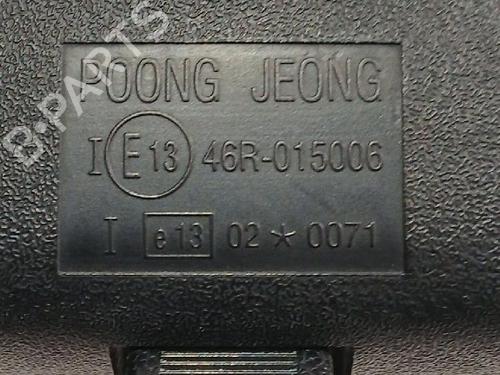 B-PARTS
POONG JEONG
I E13 46R-015006
I e13 02 * 0071